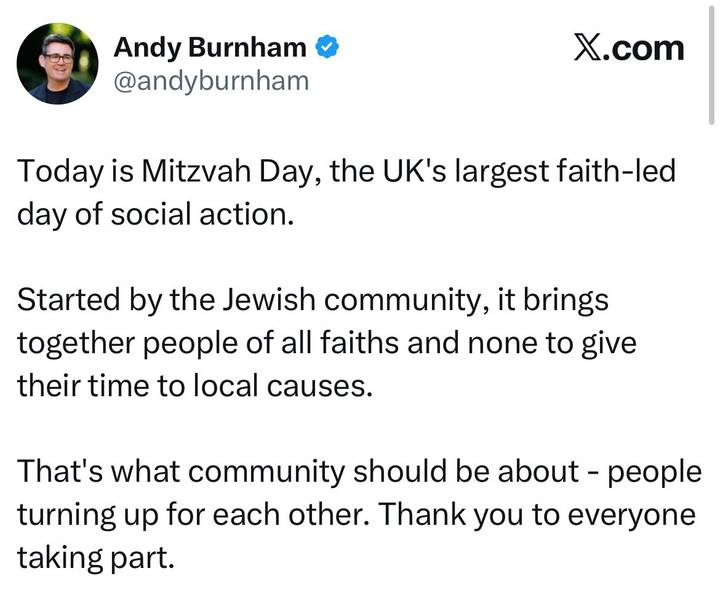 Andy Burnham
X.com
@andyburnham
Today is Mitzvah Day, the UK's largest faith-led
day of social action.
Started by the Jewish community, it brings
together people of all faiths and none to give
their time to local causes.
That's what community should be about - people
turning up for each other. Thank you to everyone
taking part.